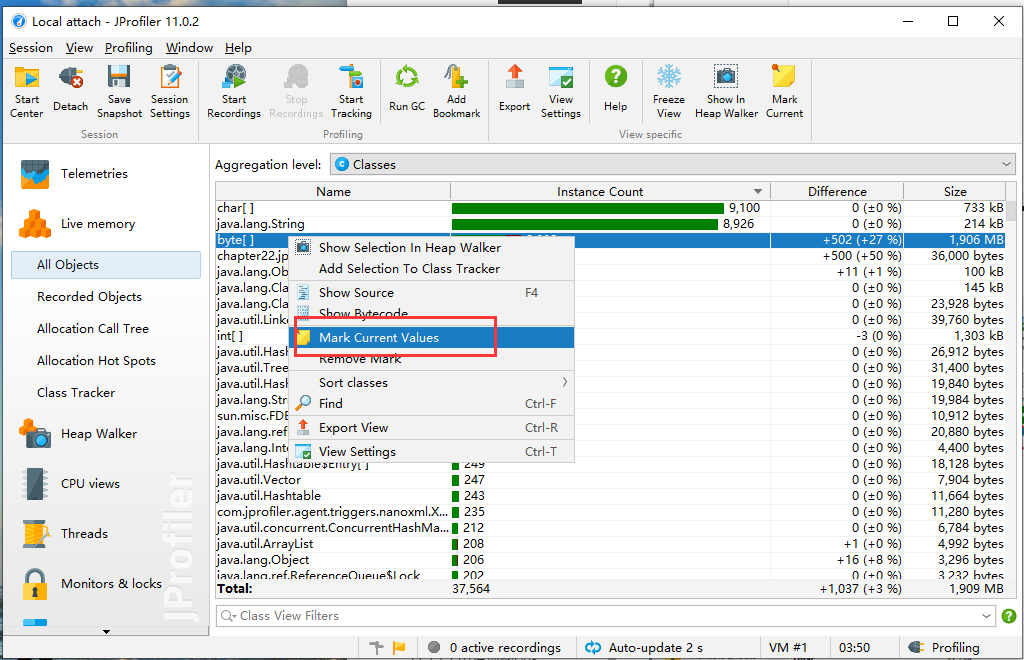 Local attach - JProfiler 11.0.2
Session View Profiling Window Help
Start Center
Detach
Save Snapshot
Session Settings
Start Recordings
Stop Recordings
Start Tracking
Run GC
Add Bookmark
Export
View Settings
Help
Freeze View
Show In Heap Walker
Mark Current
Session
Profiling
View specific
Telemetries
Live memory
All Objects
Recorded Objects
Allocation Call Tree
Allocation Hot Spots
Class Tracker
Heap Walker
CPU views
Threads
Monitors & locks
JProfiler
Aggregation level: Classes
Name Instance Count Difference Size
char[ ] 9,100 0 (±0 %) 733 kB
java.lang.String 8,926 0 (±0 %) 214 kB
byte[ ] +502 (+27 %) 1,906 MB
chapter22.jp +500 (+50 %) 36,000 bytes
java.lang.Ob +11 (+1 %) 100 kB
java.lang.Cla 0 (±0 %) 145 kB
java.lang.Cla 0 (±0 %) 23,928 bytes
java.util.Linke 0 (±0 %) 39,760 bytes
int[ ] -3 (0 %) 1,303 kB
java.util.Hash 0 (±0 %) 26,912 bytes
java.util.Tree 0 (±0 %) 31,400 bytes
java.util.Hash 0 (±0 %) 19,840 bytes
java.lang.Stri 0 (±0 %) 19,984 bytes
sun.misc.FDB 0 (±0 %) 10,912 bytes
java.lang.ref 0 (±0 %) 20,880 bytes
java.lang.Inte 0 (±0 %) 4,400 bytes
java.util.Hashtable$Entry[ ] 249 0 (±0 %) 18,128 bytes
java.util.Vector 247 0 (±0 %) 7,904 bytes
java.util.Hashtable 243 0 (±0 %) 11,664 bytes
com.jprofiler.agent.triggers.nanoxml.X... 235 0 (±0 %) 11,280 bytes
java.util.concurrent.ConcurrentHashMa... 212 0 (±0 %) 6,784 bytes
java.util.ArrayList 208 +1 (+0 %) 4,992 bytes
java.lang.Object 206 +16 (+8 %) 3,296 bytes
java.lang.ref.ReferenceQueue$Lock 202 0 (±0 %) 3,232 bytes
Total: 37,564 +1,037 (+3 %) 1,909 MB
Show Selection In Heap Walker
Add Selection To Class Tracker
Show Source F4
Show Bytecode
Mark Current Values
Remove Mark
Sort classes
Find Ctrl-F
Export View Ctrl-R
View Settings Ctrl-T
Class View Filters
0 active recordings Auto-update 2 s VM #1 03:50 Profiling